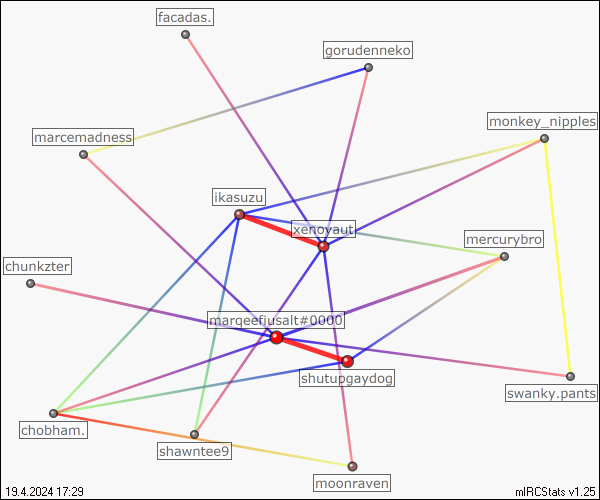 facadas.
gorudenneko
monkey_nipples
marcemadness
ikasuzu
xenoyaut
mercurybro
chunkzter
marqeefiusalt#0000
shutupgaydog
swanky.pants
chobham.
shawntee9
moonraven
19.4.2024 17:29
mIRCStats v1.25